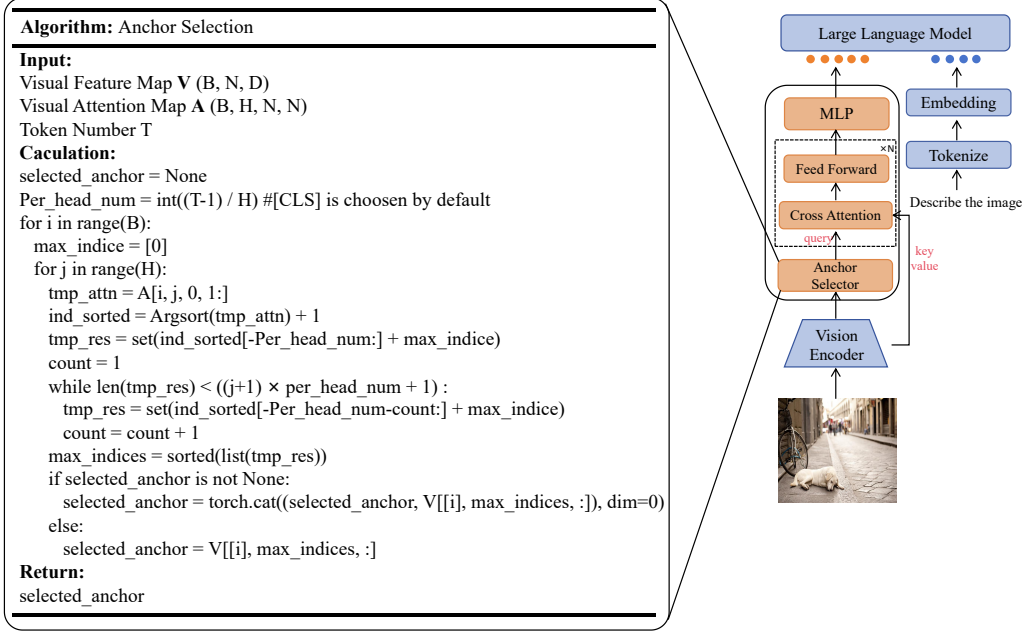 Algorithm: Anchor Selection
Input:
Visual Feature Map V (B, N, D)
Visual Attention Map A (B, H, N, N)
Token Number T
Caculation:
selected_anchor = None
Per_head_num = int((T-1) / H) #[CLS] is choosen by default
for i in range(B):
max_indice = [0]
for j in range(H):
tmp_attn = A[i, j, 0, 1:]
ind_sorted = Argsort(tmp_attn) + 1
tmp_res = set(ind_sorted[-Per_head_num:] + max_indice)
count = 1
while len(tmp_res) < ((j+1) × per_head_num + 1) :
tmp_res = set(ind_sorted[-Per_head_num-count:] + max_indice)
count = count + 1
max_indices = sorted(list(tmp_res))
if selected_anchor is not None:
selected_anchor = torch.cat((selected_anchor, V[[i], max_indices, :]), dim=0)
else:
selected_anchor = V[[i], max_indices, :]
Return:
selected_anchor
Large Language Model
MLP
×N
Feed Forward
Cross Attention
query
Anchor
Selector
key
value
Vision
Encoder
Embedding
Tokenize
Describe the image